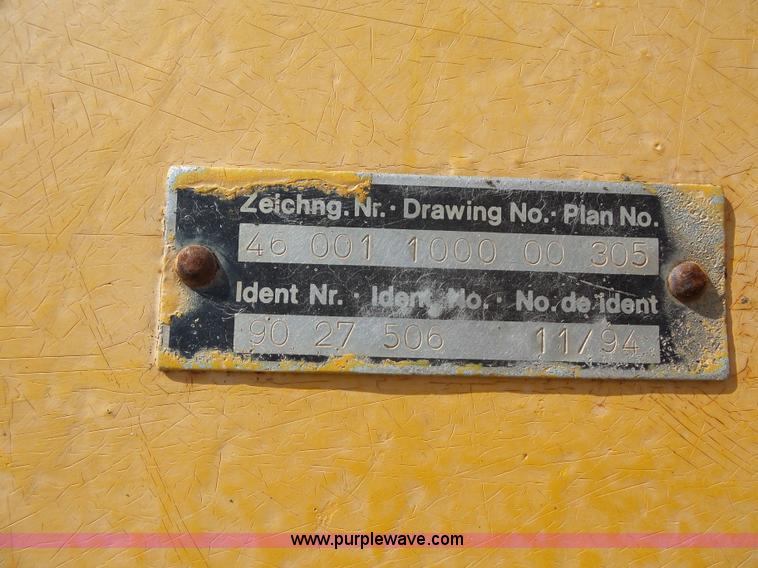 Zeichng. Nr. · Drawing No. · Plan No.
46 001 1000 00 305
Ident Nr. · Ident. No. · No. de ident
90 27 506 11/94
www.purplewave.com